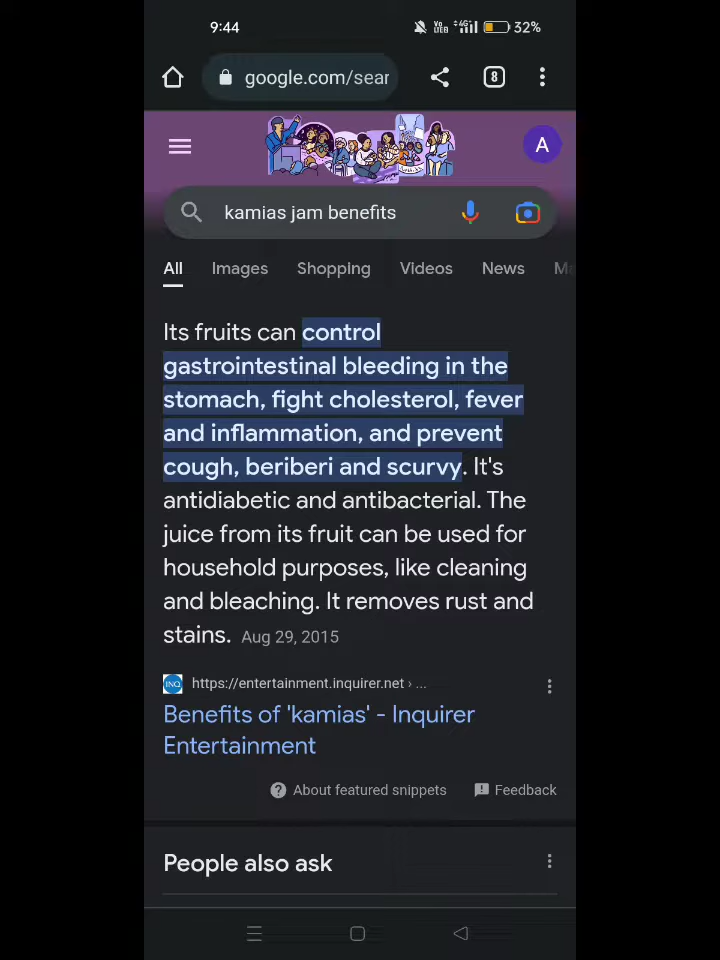 9:44
Vo
LTE
4G
32%
google.com/sear
8
A
kamias jam benefits
All Images Shopping Videos News
Its fruits can control
gastrointestinal bleeding in the
stomach, fight cholesterol, fever
and inflammation, and prevent
cough, beriberi and scurvy. It's
antidiabetic and antibacterial. The
juice from its fruit can be used for
household purposes, like cleaning
and bleaching. It removes rust and
stains. Aug 29, 2015
INQ https://entertainment.inquirer.net › ...
Benefits of 'kamias' - Inquirer
Entertainment
About featured snippets Feedback
People also ask